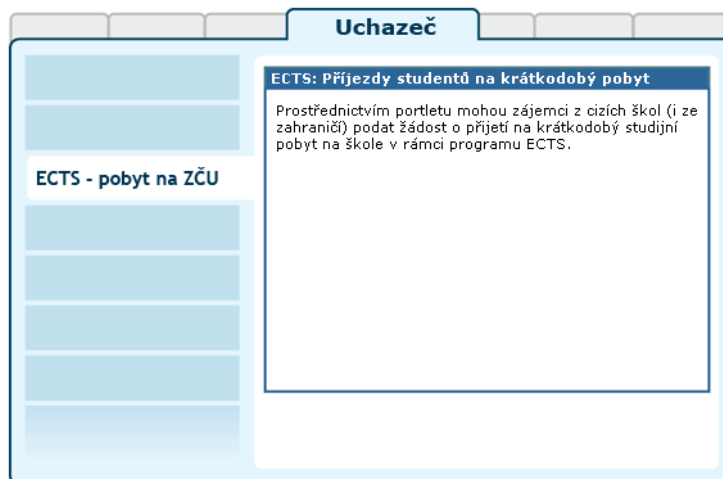 Uchazeč
ECTS: Příjezdy studentů na krátkodobý pobyt
Prostřednictvím portletu mohou zájemci z cizích škol (i ze
zahraničí) podat žádost o přijetí na krátkodobý studijní
pobyt na škole v rámci programu ECTS.
ECTS - pobyt na ZČU